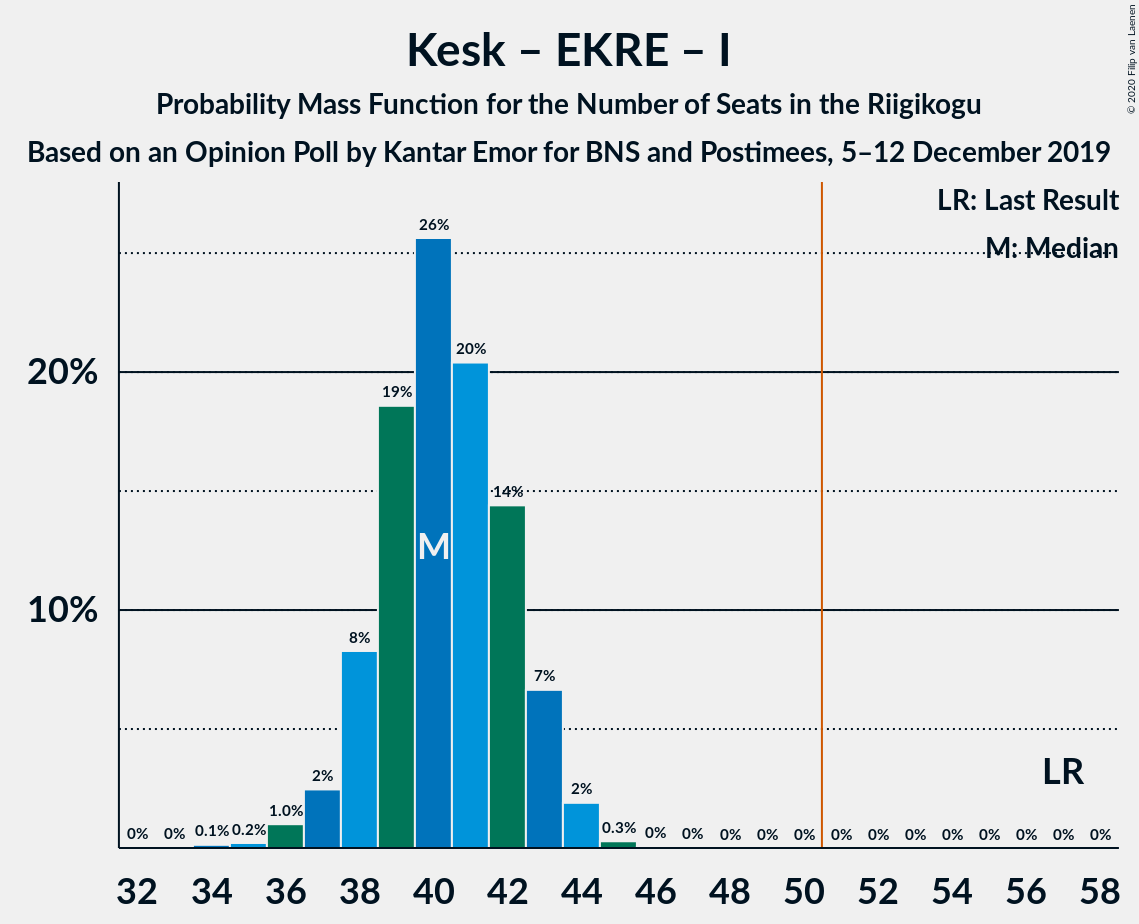 Kesk – EKRE – I
Probability Mass Function for the Number of Seats in the Riigikogu
Based on an Opinion Poll by Kantar Emor for BNS and Postimees, 5–12 December 2019
© 2020 Filip van Laenen
LR: Last Result
M: Median
26%
20%
20%
19%
14%
M
10%
8%
7%
LR
2%
2%
1.0%
0% 0% 0.1% 0.2% 0.3% 0% 0% 0% 0% 0% 0% 0% 0% 0% 0% 0% 0% 0%
32 34 36 38 40 42 44 46 48 50 52 54 56 58